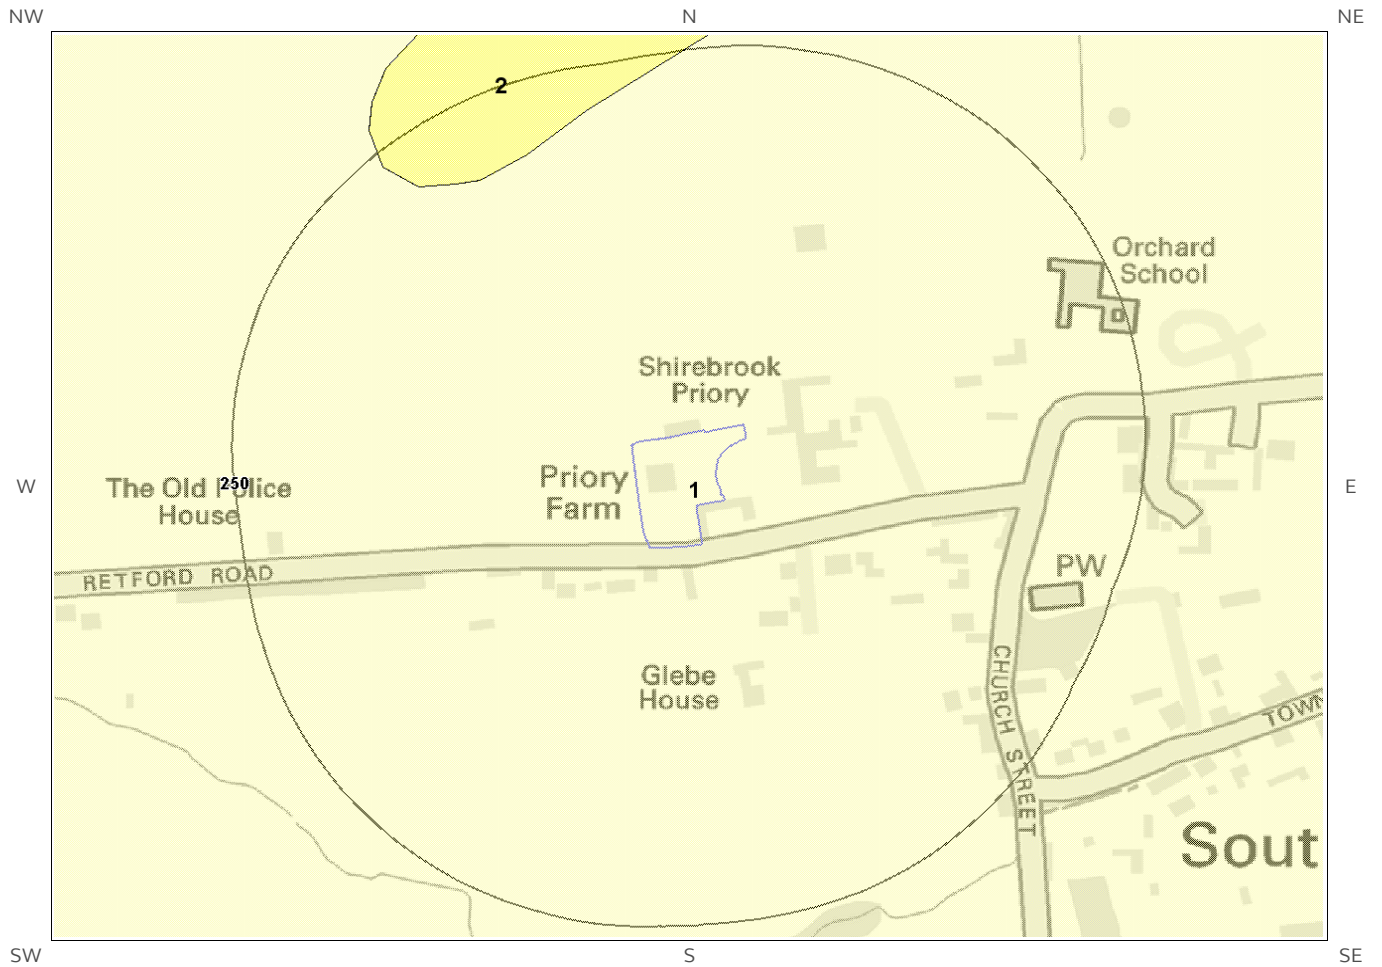 NW
N
NE
2
Orchard
School
Shirebrook
Priory
Priory
Farm
1
W
E
The Old Police
House
250
RETFORD ROAD
PW
Glebe
House
CHURCH STREET
TOWN
Sout
SW
S
SE